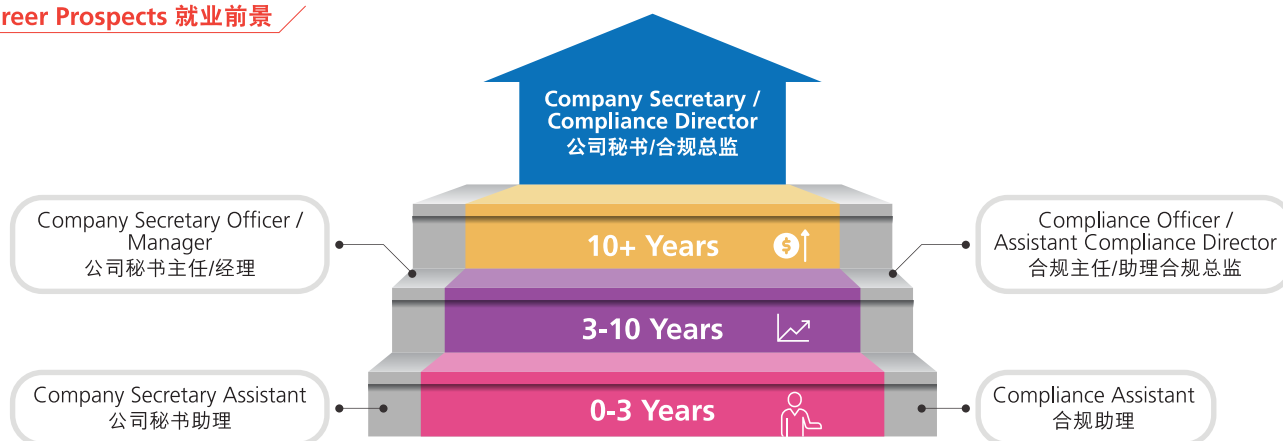 reer Prospects 就业前景
Company Secretary /
Compliance Director
公司秘书/合规总监
Company Secretary Officer /
Manager
公司秘书主任/经理
10+ Years
$
Compliance Officer /
Assistant Compliance Director
合规主任/助理合规总监
3-10 Years
Company Secretary Assistant
公司秘书助理
0-3 Years
Compliance Assistant
合规助理